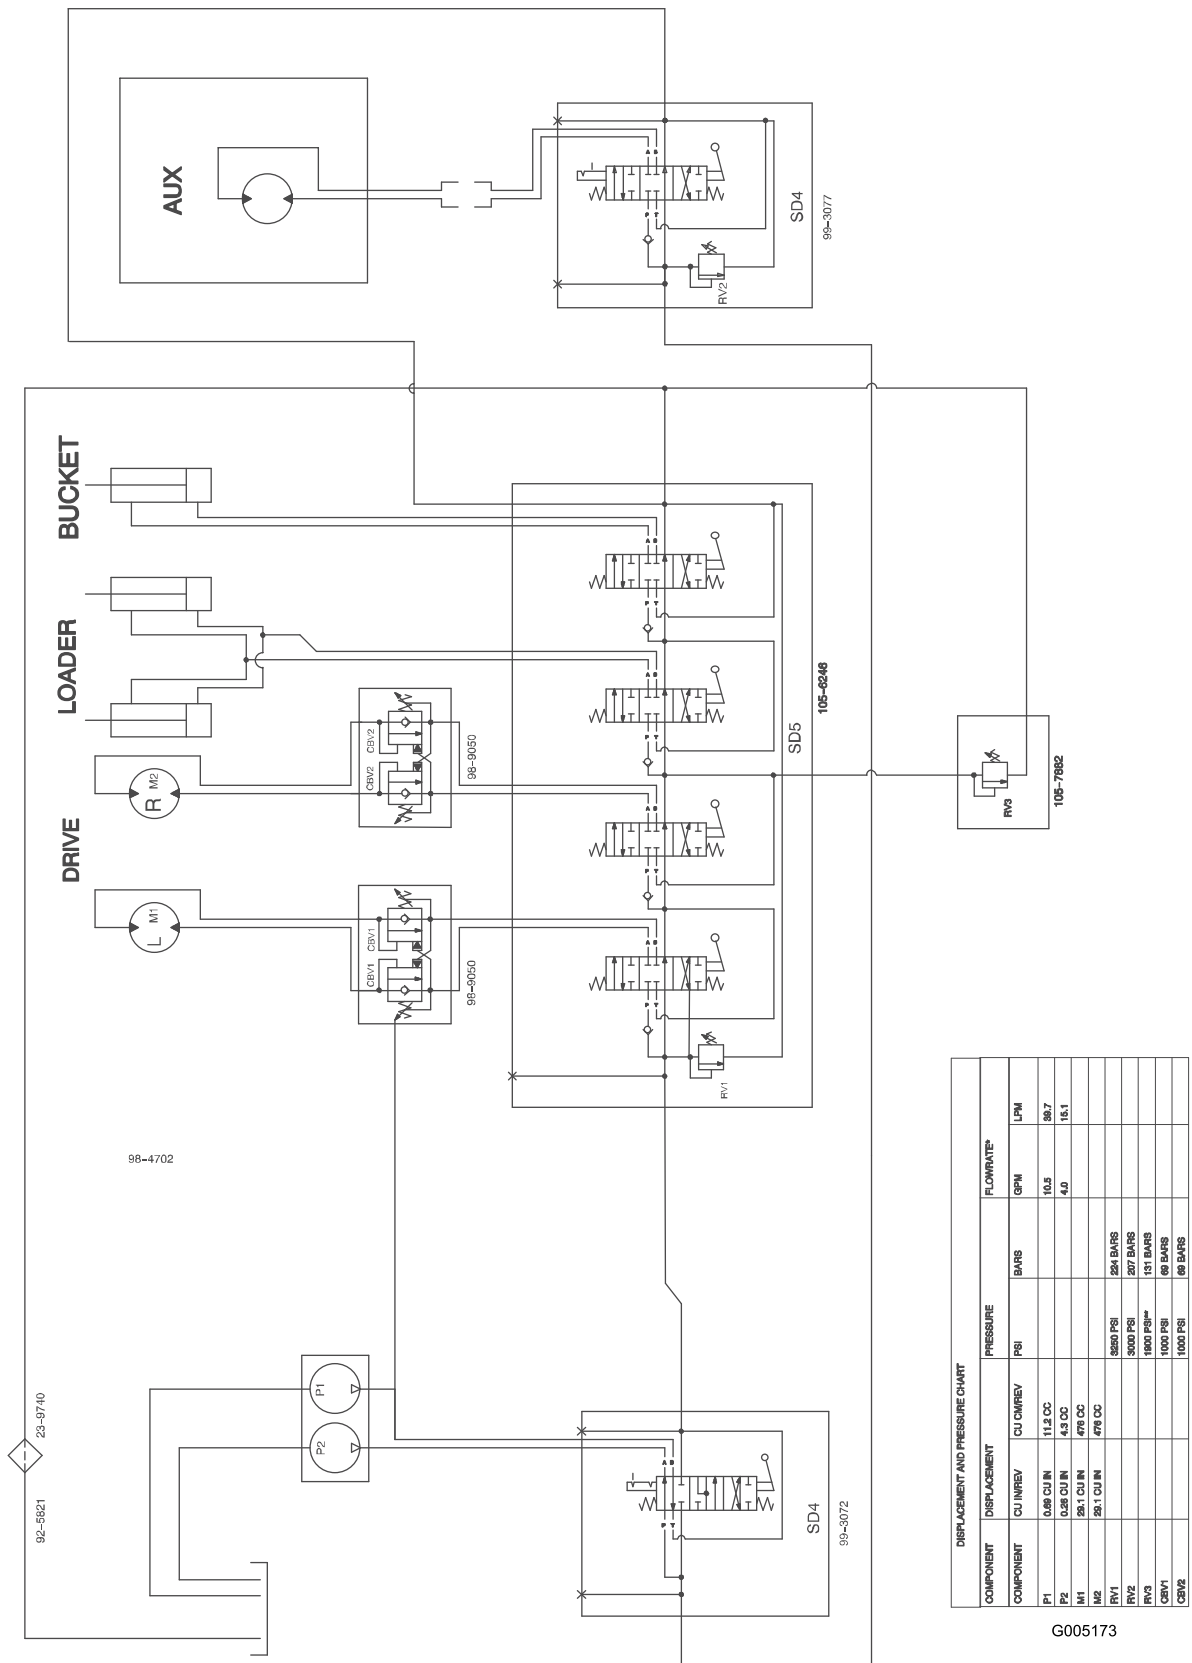 AUX
A B
P T
RV2
SD4
99-3077
BUCKET
LOADER
DRIVE
A B
P T
A B
P T
A B
P T
A B
P T
R M2
L M1
CBV2
CBV2
98-9050
CBV1
CBV1
98-9050
105-6248
SD5
RV1
RV3
105-7882
98-4702
23-9740
92-5821
P1
P2
A B
P T
SD4
99-3072
DISPLACEMENT AND PRESSURE CHART
COMPONENT DISPLACEMENT PRESSURE FLOWRATE*
COMPONENT CU IN/REV CU CM/REV PSI BARS GPM LPM
P1 0.69 CU IN 11.2 CC 10.5 39.7
P2 0.26 CU IN 4.3 CC 4.0 15.1
M1 29.1 CU IN 476 CC
M2 29.1 CU IN 476 CC
RV1 3250 PSI 224 BARS
RV2 3000 PSI 207 BARS
RV3 1900 PSI** 131 BARS
CBV1 1000 PSI 69 BARS
CBV2 1000 PSI 69 BARS
G005173